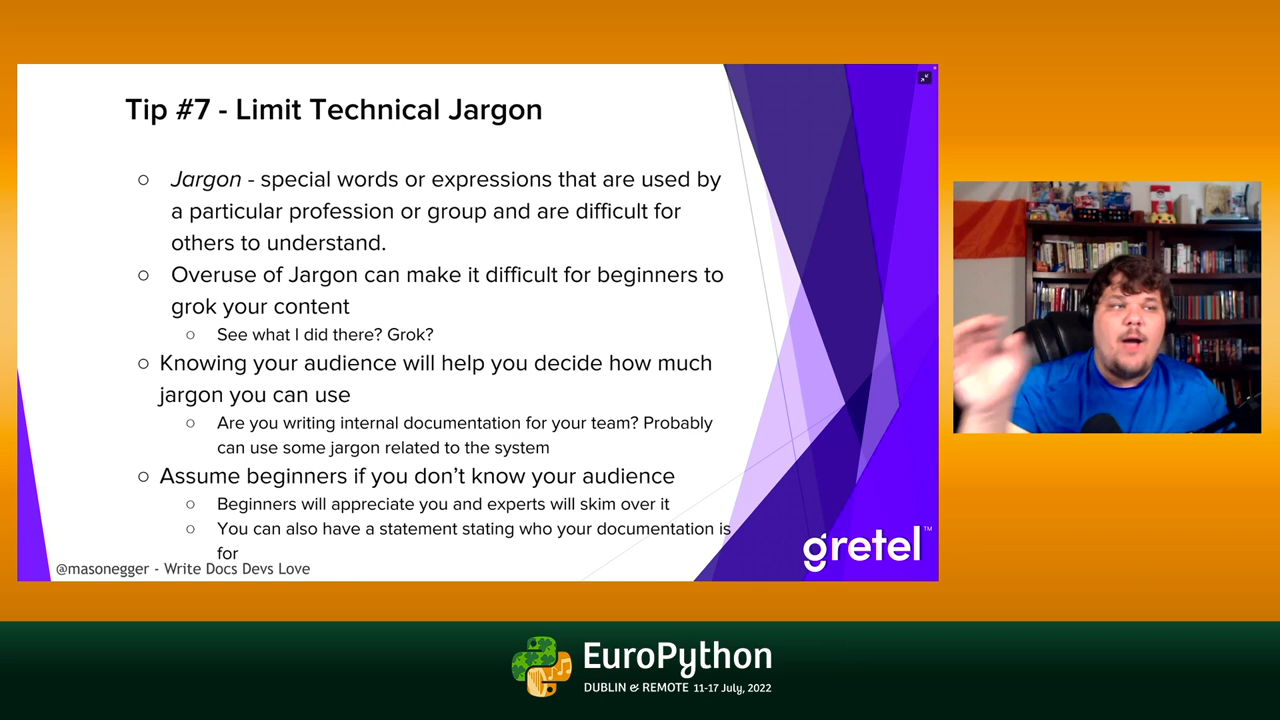 Tip #7 - Limit Technical Jargon
○ Jargon - special words or expressions that are used by
a particular profession or group and are difficult for
others to understand.
○ Overuse of Jargon can make it difficult for beginners to
grok your content
○ See what I did there? Grok?
○ Knowing your audience will help you decide how much
jargon you can use
○ Are you writing internal documentation for your team? Probably
can use some jargon related to the system
○ Assume beginners if you don’t know your audience
○ Beginners will appreciate you and experts will skim over it
○ You can also have a statement stating who your documentation is
for
@masonegger - Write Docs Devs Love
gretel™
EuroPython
DUBLIN & REMOTE 11-17 July, 2022